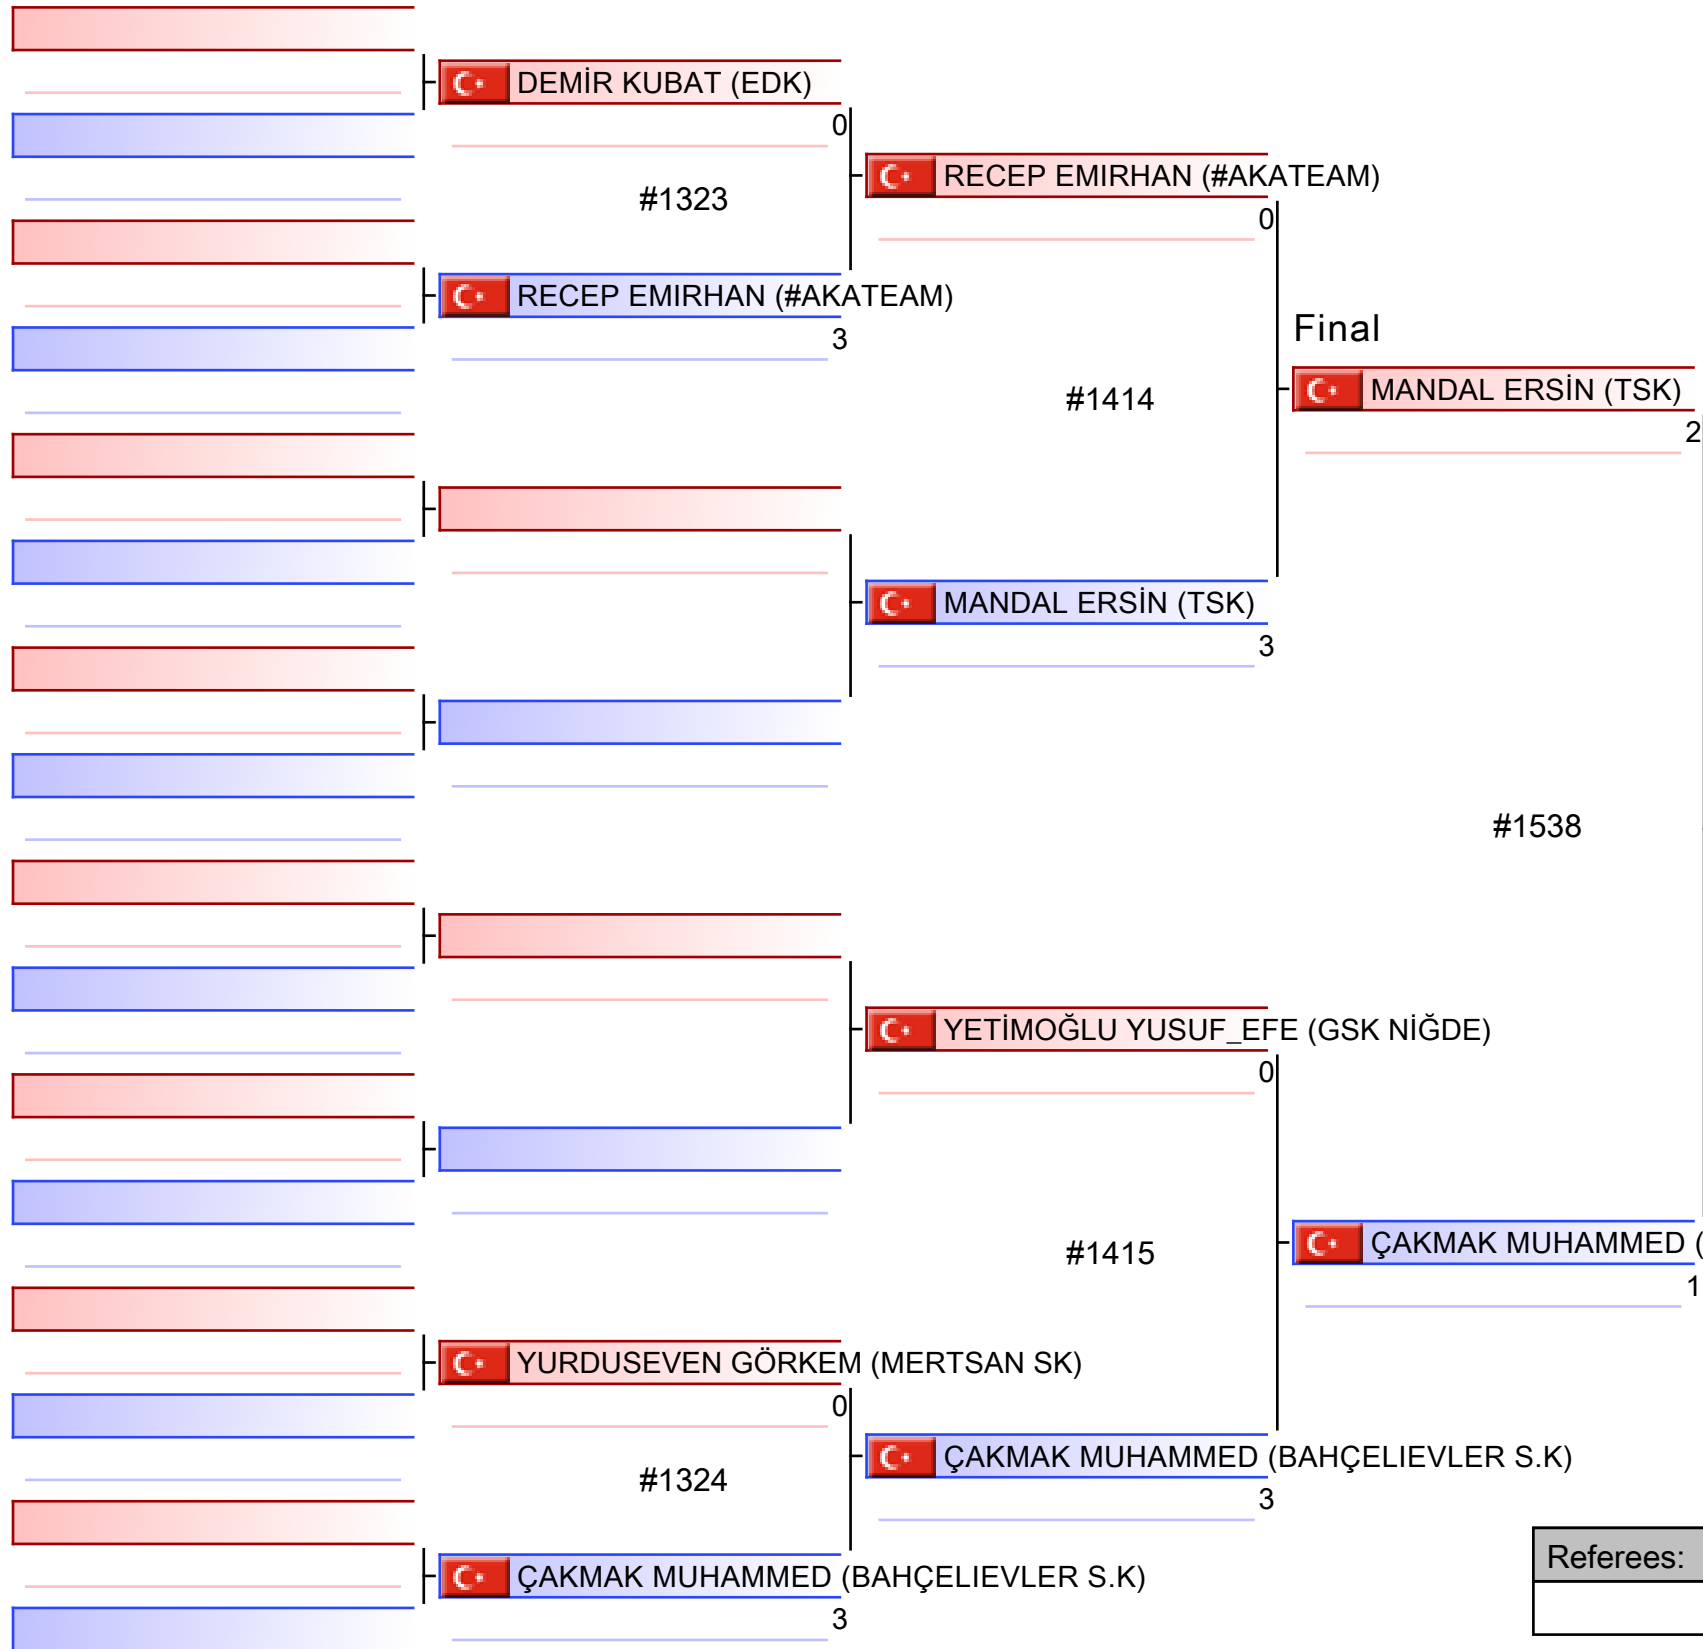 DEMİR KUBAT (EDK)
0
RECEP EMIRHAN (#AKATEAM)
#1323
0
RECEP EMIRHAN (#AKATEAM)
Final
3
MANDAL ERSİN (TSK)
#1414
2
MANDAL ERSİN (TSK)
3
#1538
YETİMOĞLU YUSUF_EFE (GSK NİĞDE)
0
#1415
ÇAKMAK MUHAMMED (
1
YURDUSEVEN GÖRKEM (MERTSAN SK)
0
ÇAKMAK MUHAMMED (BAHÇELIEVLER S.K)
#1324
3
Referees:
ÇAKMAK MUHAMMED (BAHÇELIEVLER S.K)
3